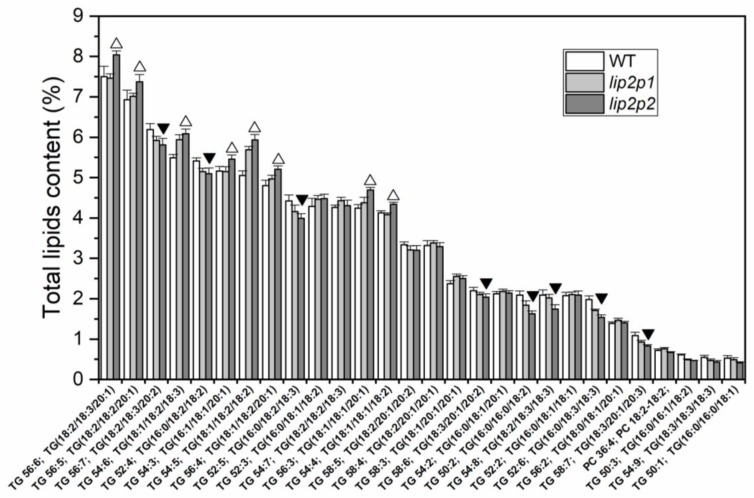 9
8
7
6
5
4
3
2
1
0
Total lipids content (%)
WT
lip2p1
lip2p2
TG 56:6; TG(18:2/18:3/20:1)
TG 56:5; TG(18:2/18:2/20:1)
TG 56:7; TG(18:2/18:3/20:2)
TG 54:6; TG(18:1/18:2/18:3)
TG 52:4; TG(16:0/18:2/18:2)
TG 54:3; TG(16:1/18:1/20:1)
TG 54:5; TG(18:1/18:2/18:2)
TG 56:4; TG(18:1/18:2/20:1)
TG 52:5; TG(16:0/18:2/18:3)
TG 52:3; TG(16:0/18:1/18:2)
TG 54:7; TG(18:2/18:2/18:3)
TG 56:3; TG(18:1/18:1/20:1)
TG 54:4; TG(18:1/18:1/18:2)
TG 58:5; TG(18:2/20:1/20:2)
TG 58:4; TG(18:2/20:1/20:1)
TG 58:3; TG(18:1/20:1/20:1)
TG 58:6; TG(18:3/20:1/20:2)
TG 54:2; TG(16:0/18:1/20:1)
TG 50:2; TG(16:0/16:0/18:2)
TG 54:8; TG(18:2/18:3/18:3)
TG 52:2; TG(16:0/18:1/18:1)
TG 52:6; TG(16:0/18:3/18:3)
TG 56:2; TG(18:0/18:1/20:1)
TG 58:7; TG(18:3/20:1/20:3)
PC 36:4; PC 18:2-18:2;
TG 50:3; TG(16:0/16:1/18:2)
TG 54:9; TG(18:3/18:3/18:3)
TG 50:1; TG(16:0/16:0/18:1)